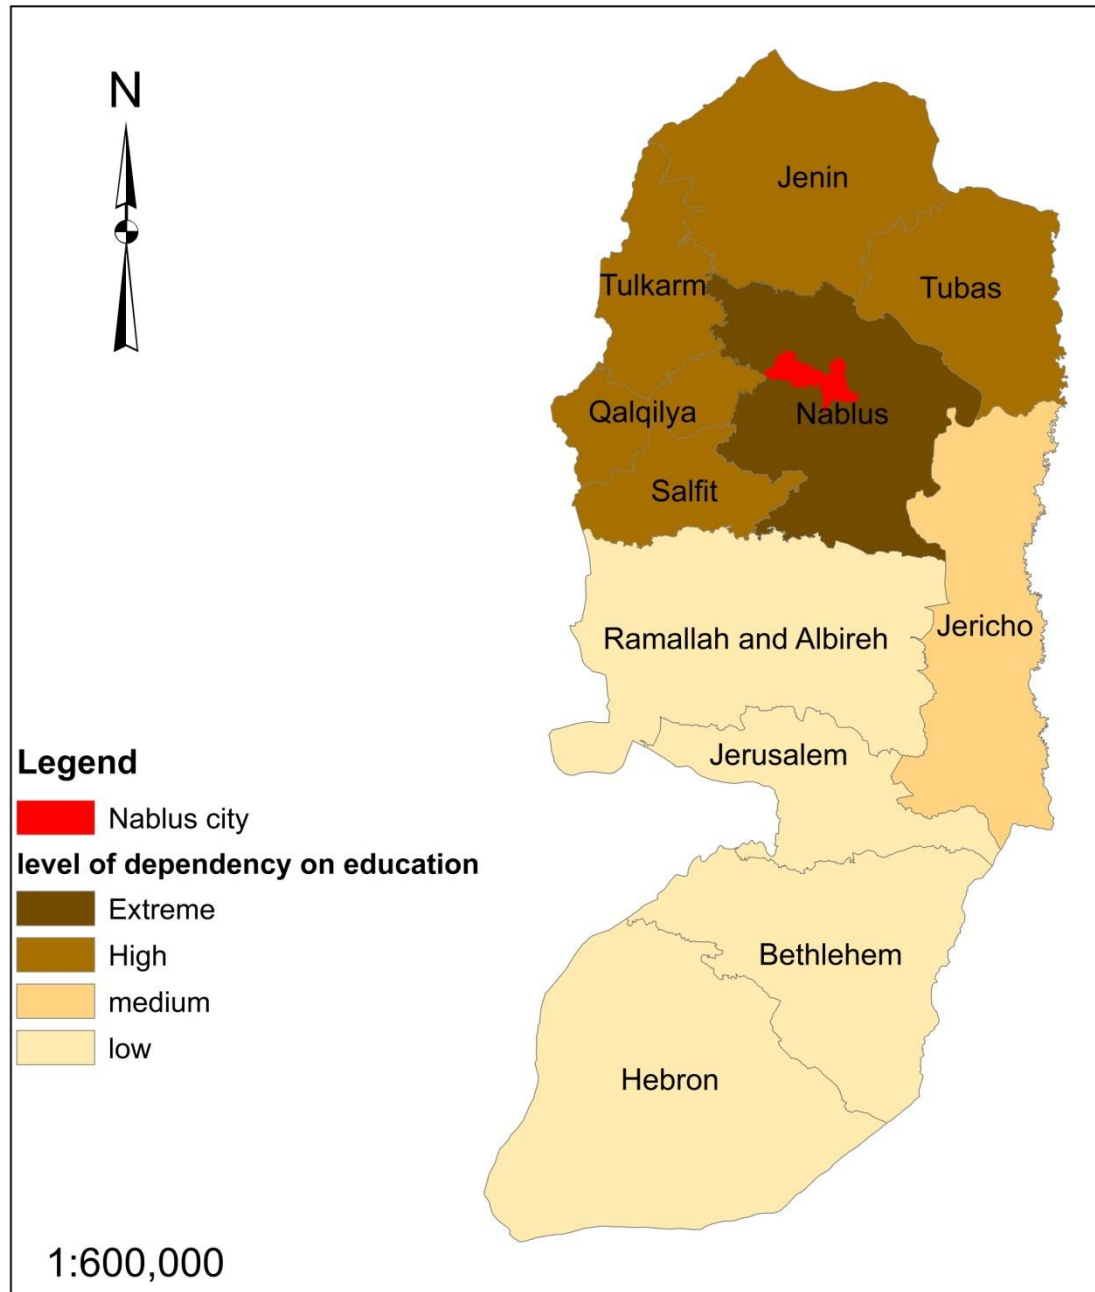 N
Jenin
Tulkarm
Tubas
Qalqilya
Nablus
Salfit
Ramallah and Albireh
Jericho
Jerusalem
Bethlehem
Hebron
Legend
Nablus city
level of dependency on education
Extreme
High
medium
low
1:600,000